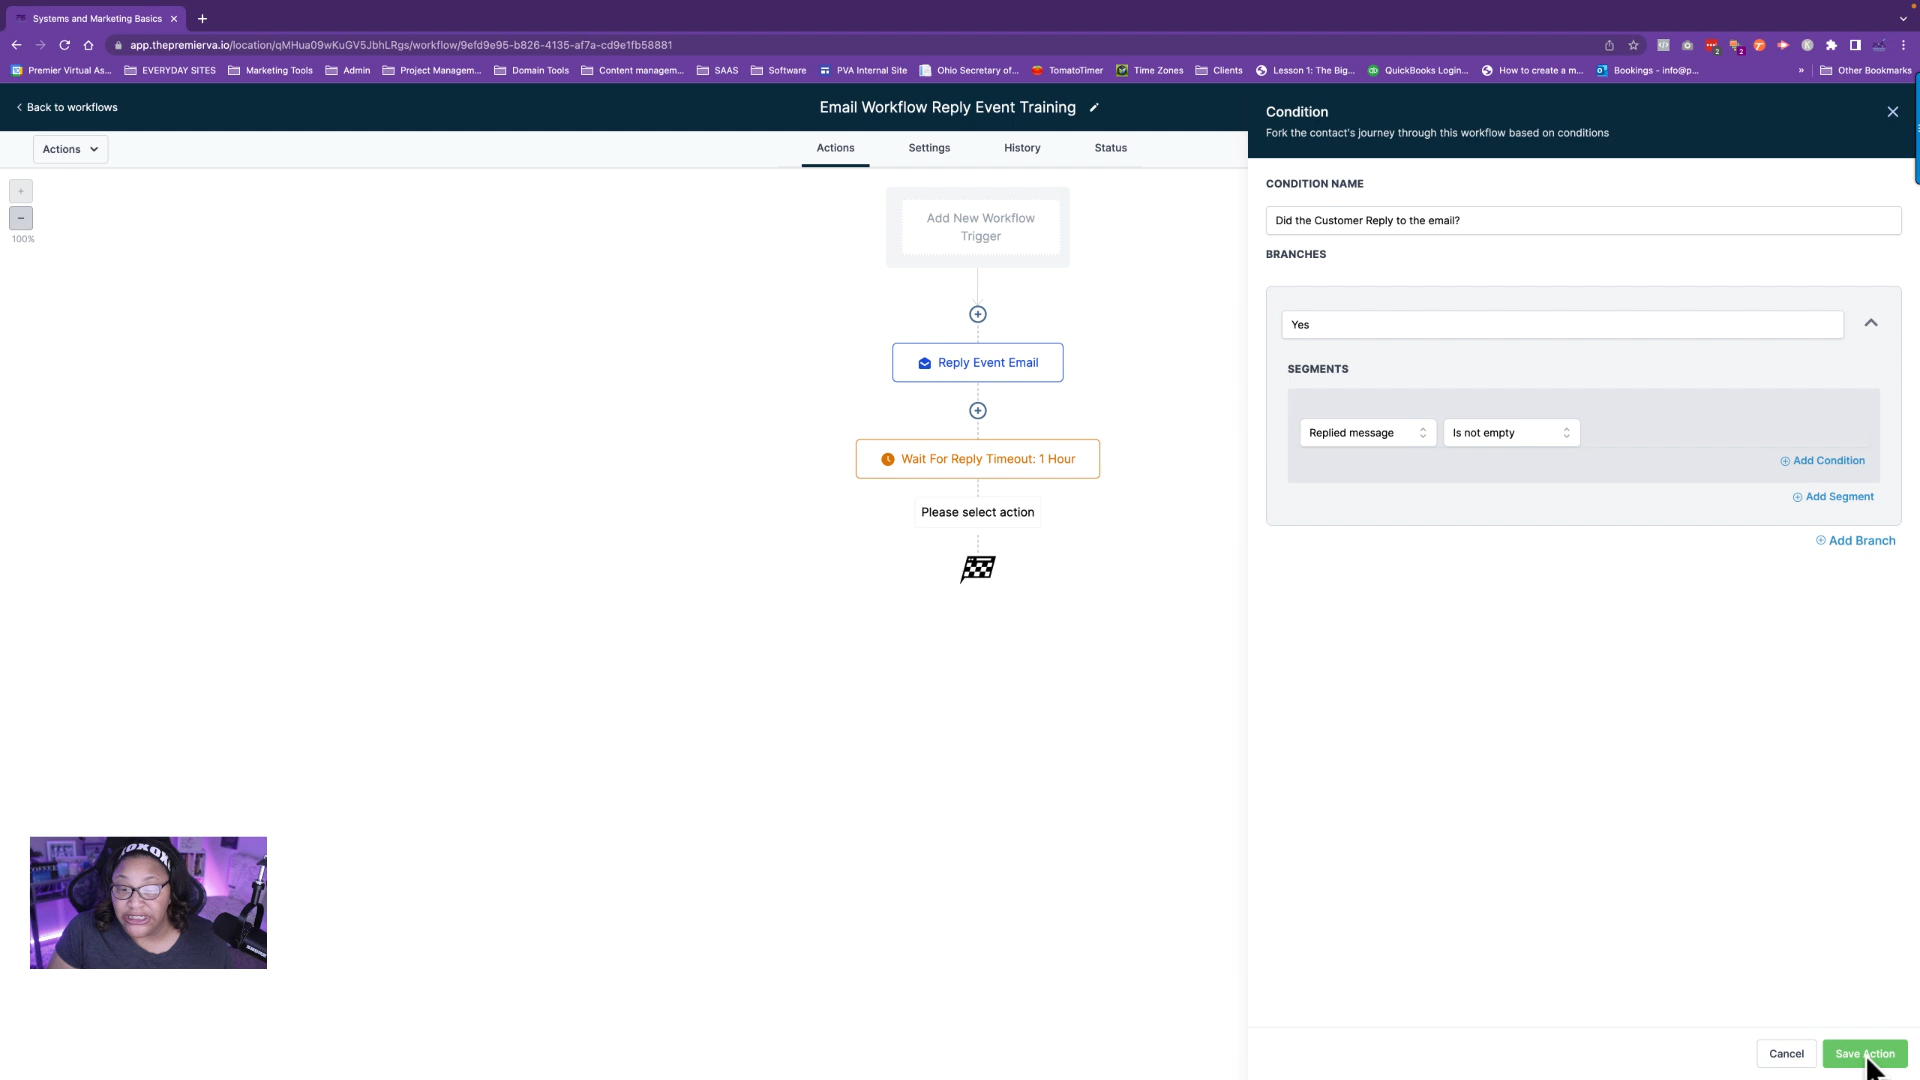 Systems and Marketing Basics
app.thepremierva.io/location/qMHua09wKuGV5JbhLRgs/workflow/9efd9e95-b826-4135-af7a-cd9e1fb58881
Premier Virtual As... EVERYDAY SITES Marketing Tools Admin Project Managem... Domain Tools Content managem... SAAS Software PVA Internal Site Ohio Secretary of... TomatoTimer Time Zones Clients Lesson 1: The Big... QuickBooks Login... How to create a m... Bookings - info@p... » Other Bookmarks
Back to workflows
Email Workflow Reply Event Training
Actions
Actions Settings History Status
+
−
100%
Add New Workflow
Trigger
Reply Event Email
Wait For Reply Timeout: 1 Hour
Please select action
Condition
Fork the contact's journey through this workflow based on conditions
CONDITION NAME
Did the Customer Reply to the email?
BRANCHES
Yes
SEGMENTS
Replied message Is not empty
Add Condition
Add Segment
Add Branch
Cancel Save Action
XOXO